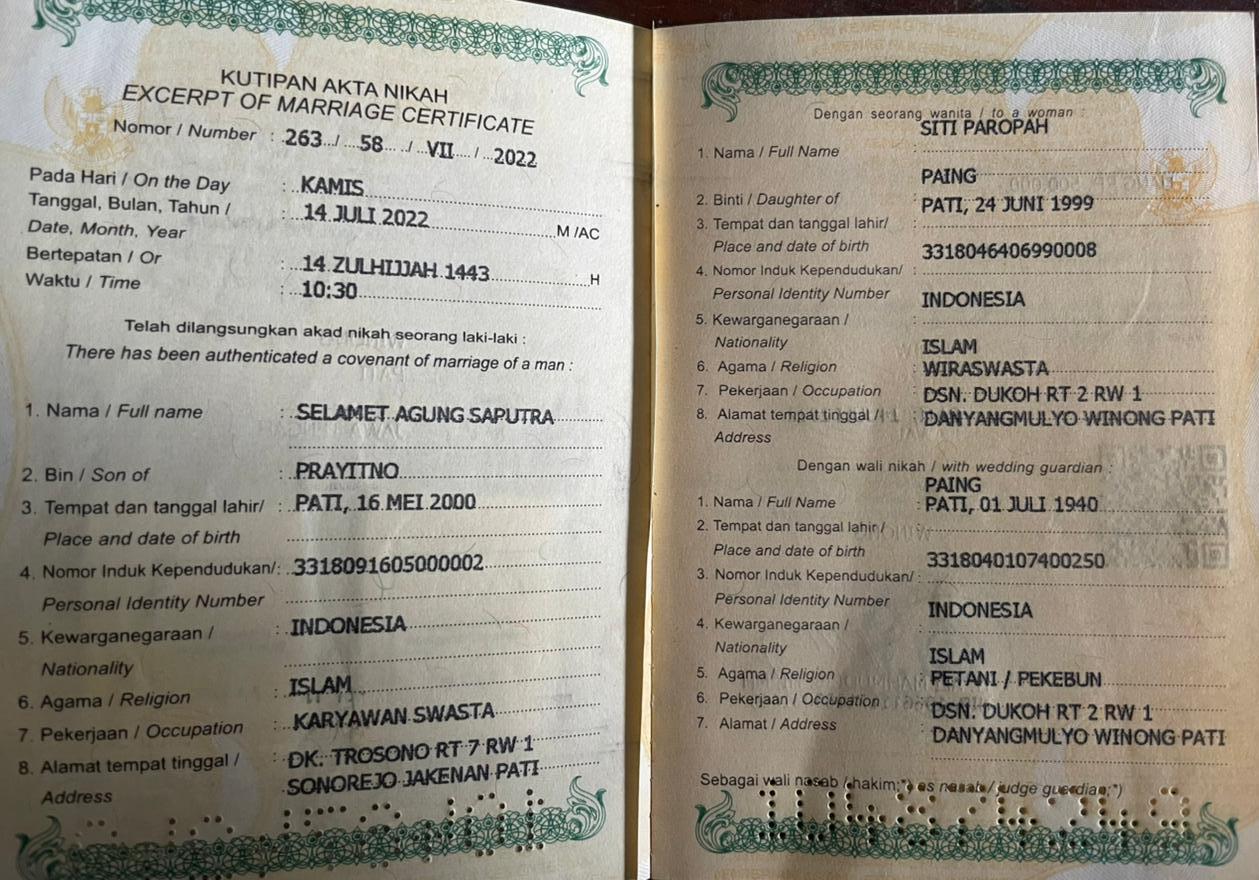 KUTIPAN AKTA NIKAH
EXCERPT OF MARRIAGE CERTIFICATE
Nomor / Number : 263 / 58 / VII / 2022
Pada Hari / On the Day : KAMIS
Tanggal, Bulan, Tahun / : 14 JULI 2022 M /AC
Date, Month, Year
Bertepatan / Or : 14 ZULHIJJAH 1443 H
Waktu / Time : 10:30
Telah dilangsungkan akad nikah seorang laki-laki :
There has been authenticated a covenant of marriage of a man :
1. Nama / Full name : SELAMET AGUNG SAPUTRA
2. Bin / Son of : PRAYITNO
3. Tempat dan tanggal lahir/ : PATI, 16 MEI 2000
Place and date of birth
4. Nomor Induk Kependudukan/: 3318091605000002
Personal Identity Number
5. Kewarganegaraan / : INDONESIA
Nationality
6. Agama / Religion : ISLAM
7. Pekerjaan / Occupation : KARYAWAN SWASTA
8. Alamat tempat tinggal / : DK. TROSONO RT 7 RW 1
Address SONOREJO JAKENAN PATI
Dengan seorang wanita / to a woman :
SITI PAROPAH
1. Nama / Full Name :
PAING
2. Binti / Daughter of :
PATI, 24 JUNI 1999
3. Tempat dan tanggal lahir/ :
Place and date of birth
3318046406990008
4. Nomor Induk Kependudukan/ :
Personal Identity Number
INDONESIA
5. Kewarganegaraan / :
Nationality
ISLAM
6. Agama / Religion :
WIRASWASTA
7. Pekerjaan / Occupation :
DSN. DUKOH RT 2 RW 1
8. Alamat tempat tinggal / : DANYANGMULYO WINONG PATI
Address
Dengan wali nikah / with wedding guardian :
PAING
1. Nama / Full Name : PATI, 01 JULI 1940
2. Tempat dan tanggal lahir/ :
Place and date of birth
3318040107400250
3. Nomor Induk Kependudukan/ :
Personal Identity Number
INDONESIA
4. Kewarganegaraan / :
Nationality
ISLAM
5. Agama / Religion : PETANI / PEKEBUN
6. Pekerjaan / Occupation :
DSN. DUKOH RT 2 RW 1
7. Alamat / Address : DANYANGMULYO WINONG PATI
Sebagai wali nasab / hakim;*) as nasab / judge guardian;*)